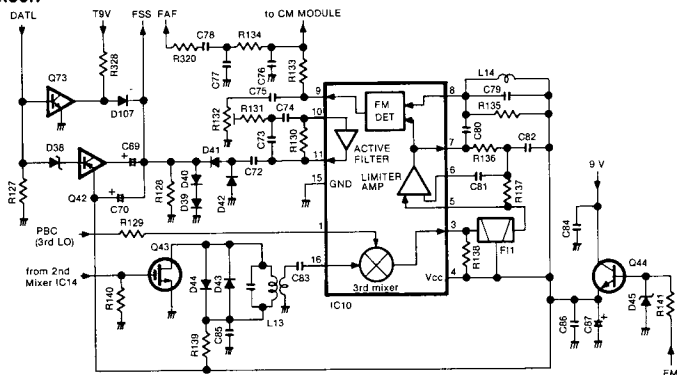 DATL
T9V
FSS
FAF
to CM MODULE
R328
C78
R134
R320
C77
C76
R133
Q73
D107
C75
9
8
L14
C79
R135
FM
DET
R132
R131
C74
10
C80
7
C82
D38
C69
C73
R130
ACTIVE
FILTER
R136
D41
11
LIMITER
AMP
6
C81
R127
Q42
C70
R128
D40
D39
D42
C72
15
GND
5
R137
9 V
PBC
(3rd LO)
R129
1
3
FI1
C84
Q43
16
R138
Q44
from 2nd
Mixer IC14
D44
D43
C83
3rd mixer
Vcc
4
R140
L13
IC10
D45
R141
R139
C85
C86
C87
FM